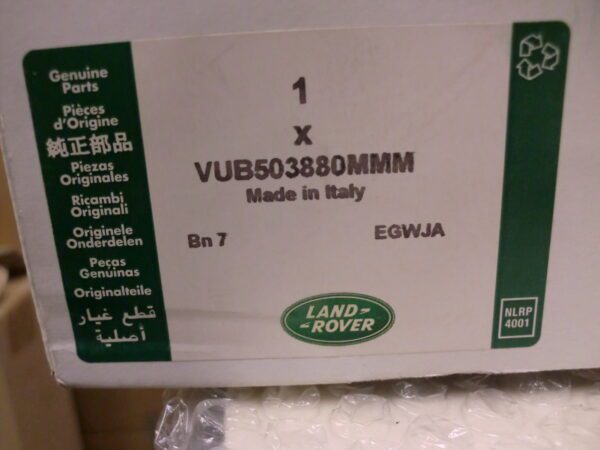 Genuine
Parts
Pièces
d'Origine
純正部品
Piezas
Originales
Ricambi
Originali
Originele
Onderdelen
Peças
Genuinas
Originalteile
قطع غيار
أصلية
1
X
VUB503880MMM
Made in Italy
Bn 7
EGWJA
LAND-
-ROVER
NLRP
4001